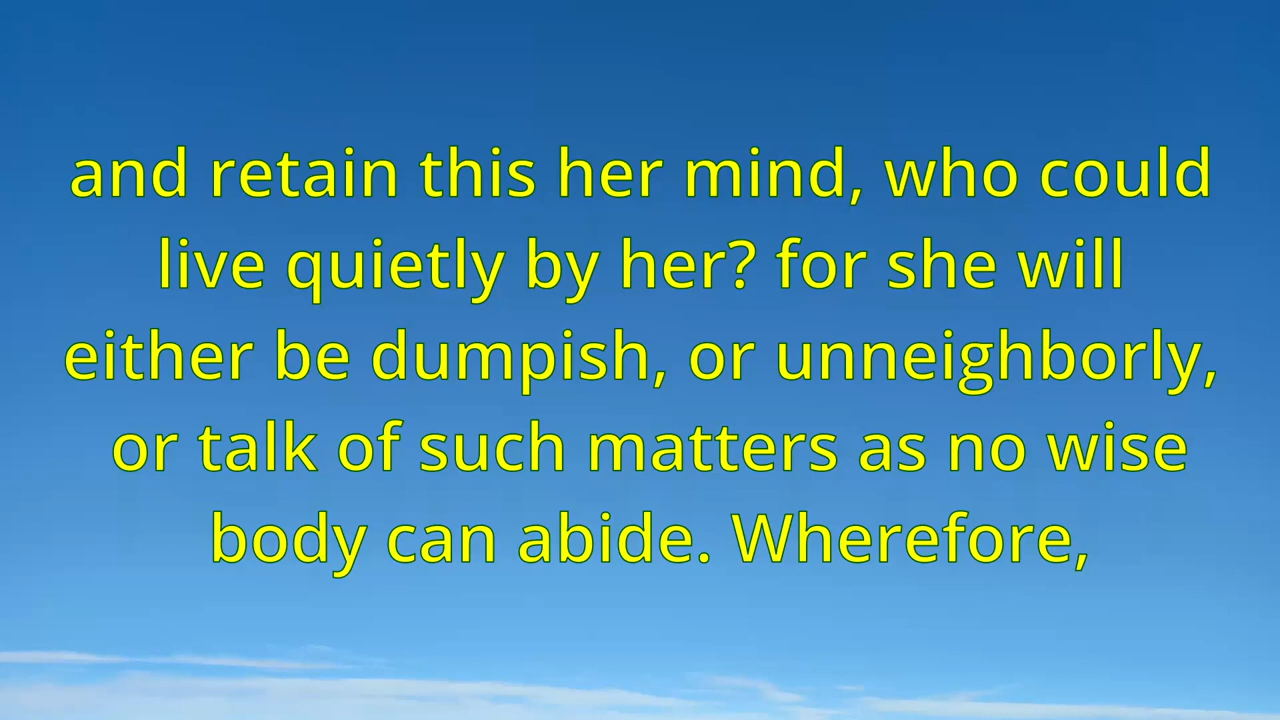 and retain this her mind, who could
live quietly by her? for she will
either be dumpish, or unneighborly,
or talk of such matters as no wise
body can abide. Wherefore,